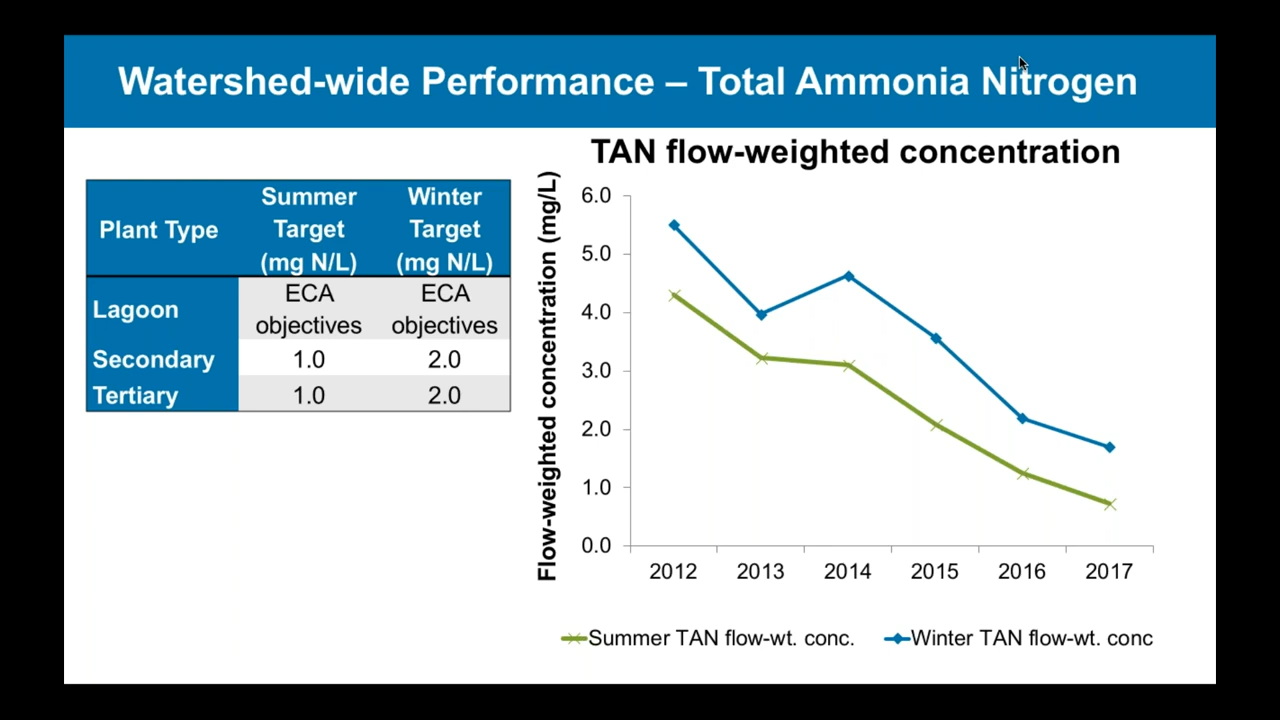 Watershed-wide Performance – Total Ammonia Nitrogen
Plant Type
Summer
Target
(mg N/L)
Winter
Target
(mg N/L)
Lagoon
ECA
objectives
ECA
objectives
Secondary 1.0 2.0
Tertiary 1.0 2.0
TAN flow-weighted concentration
Flow-weighted concentration (mg/L)
6.0
5.0
4.0
3.0
2.0
1.0
0.0
2012 2013 2014 2015 2016 2017
Summer TAN flow-wt. conc. Winter TAN flow-wt. conc